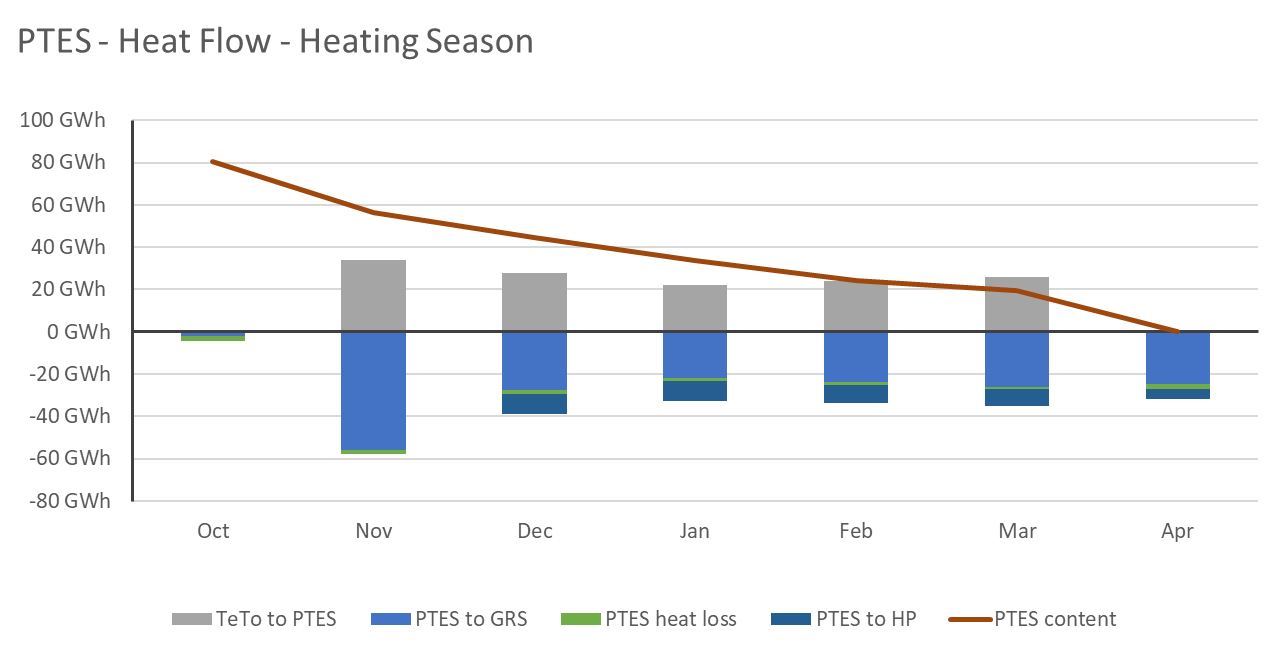 PTES - Heat Flow - Heating Season
100 GWh
80 GWh
60 GWh
40 GWh
20 GWh
0 GWh
-20 GWh
-40 GWh
-60 GWh
-80 GWh
Oct Nov Dec Jan Feb Mar Apr
TeTo to PTES PTES to GRS PTES heat loss PTES to HP PTES content